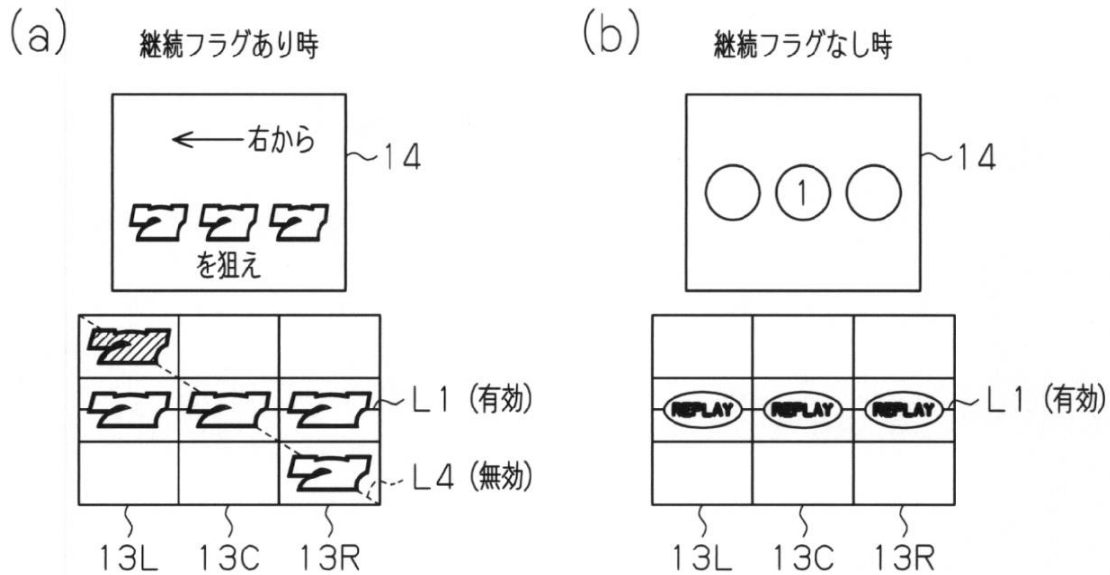 (a)
継続フラグあり時
←右から
を狙え
14
L1(有効)
L4(無効)
13L 13C 13R
(b)
継続フラグなし時
1
14
REPLAY REPLAY REPLAY
L1(有効)
13L 13C 13R